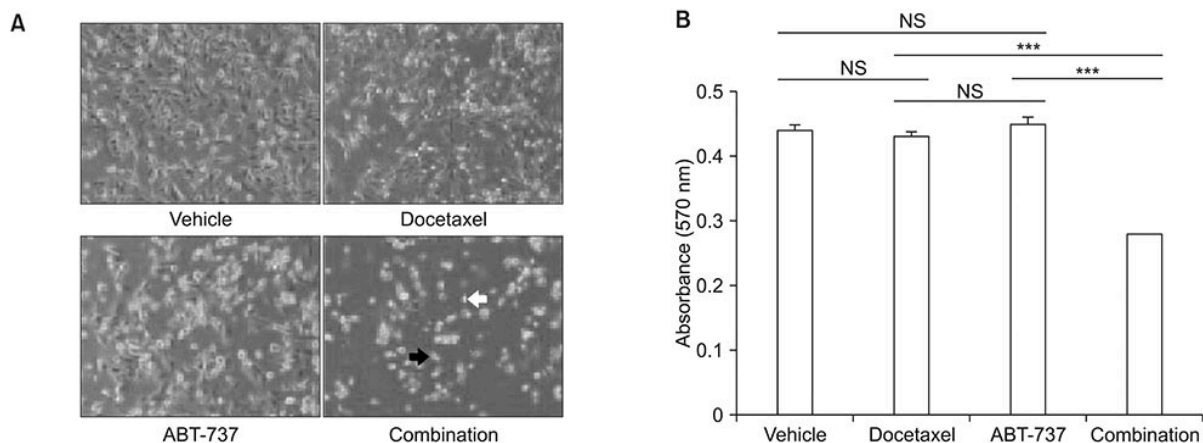 A
Vehicle
Docetaxel
ABT-737
Combination
B
NS
***
NS
***
NS
Absorbance (570 nm)
0.5
0.4
0.3
0.2
0.1
0
Vehicle
Docetaxel
ABT-737
Combination